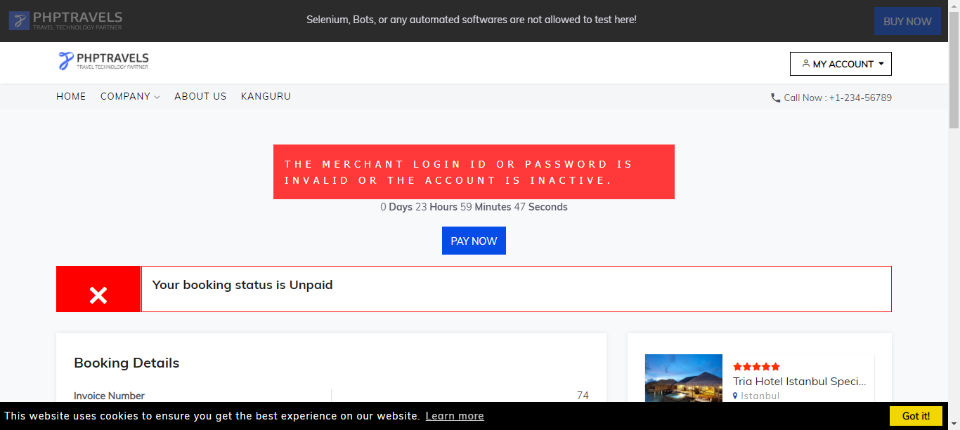 PHPTRAVELS
TRAVEL TECHNOLOGY PARTNER
Selenium, Bots, or any automated softwares are not allowed to test here!
BUY NOW
PHPTRAVELS
TRAVEL TECHNOLOGY PARTNER
MY ACCOUNT
HOME COMPANY ABOUT US KANGURU
Call Now : +1-234-56789
THE MERCHANT LOGIN ID OR PASSWORD IS
INVALID OR THE ACCOUNT IS INACTIVE.
0 Days 23 Hours 59 Minutes 47 Seconds
PAY NOW
Your booking status is Unpaid
Booking Details
Invoice Number 74
Tria Hotel Istanbul Speci...
Istanbul
This website uses cookies to ensure you get the best experience on our website. Learn more
Got it!